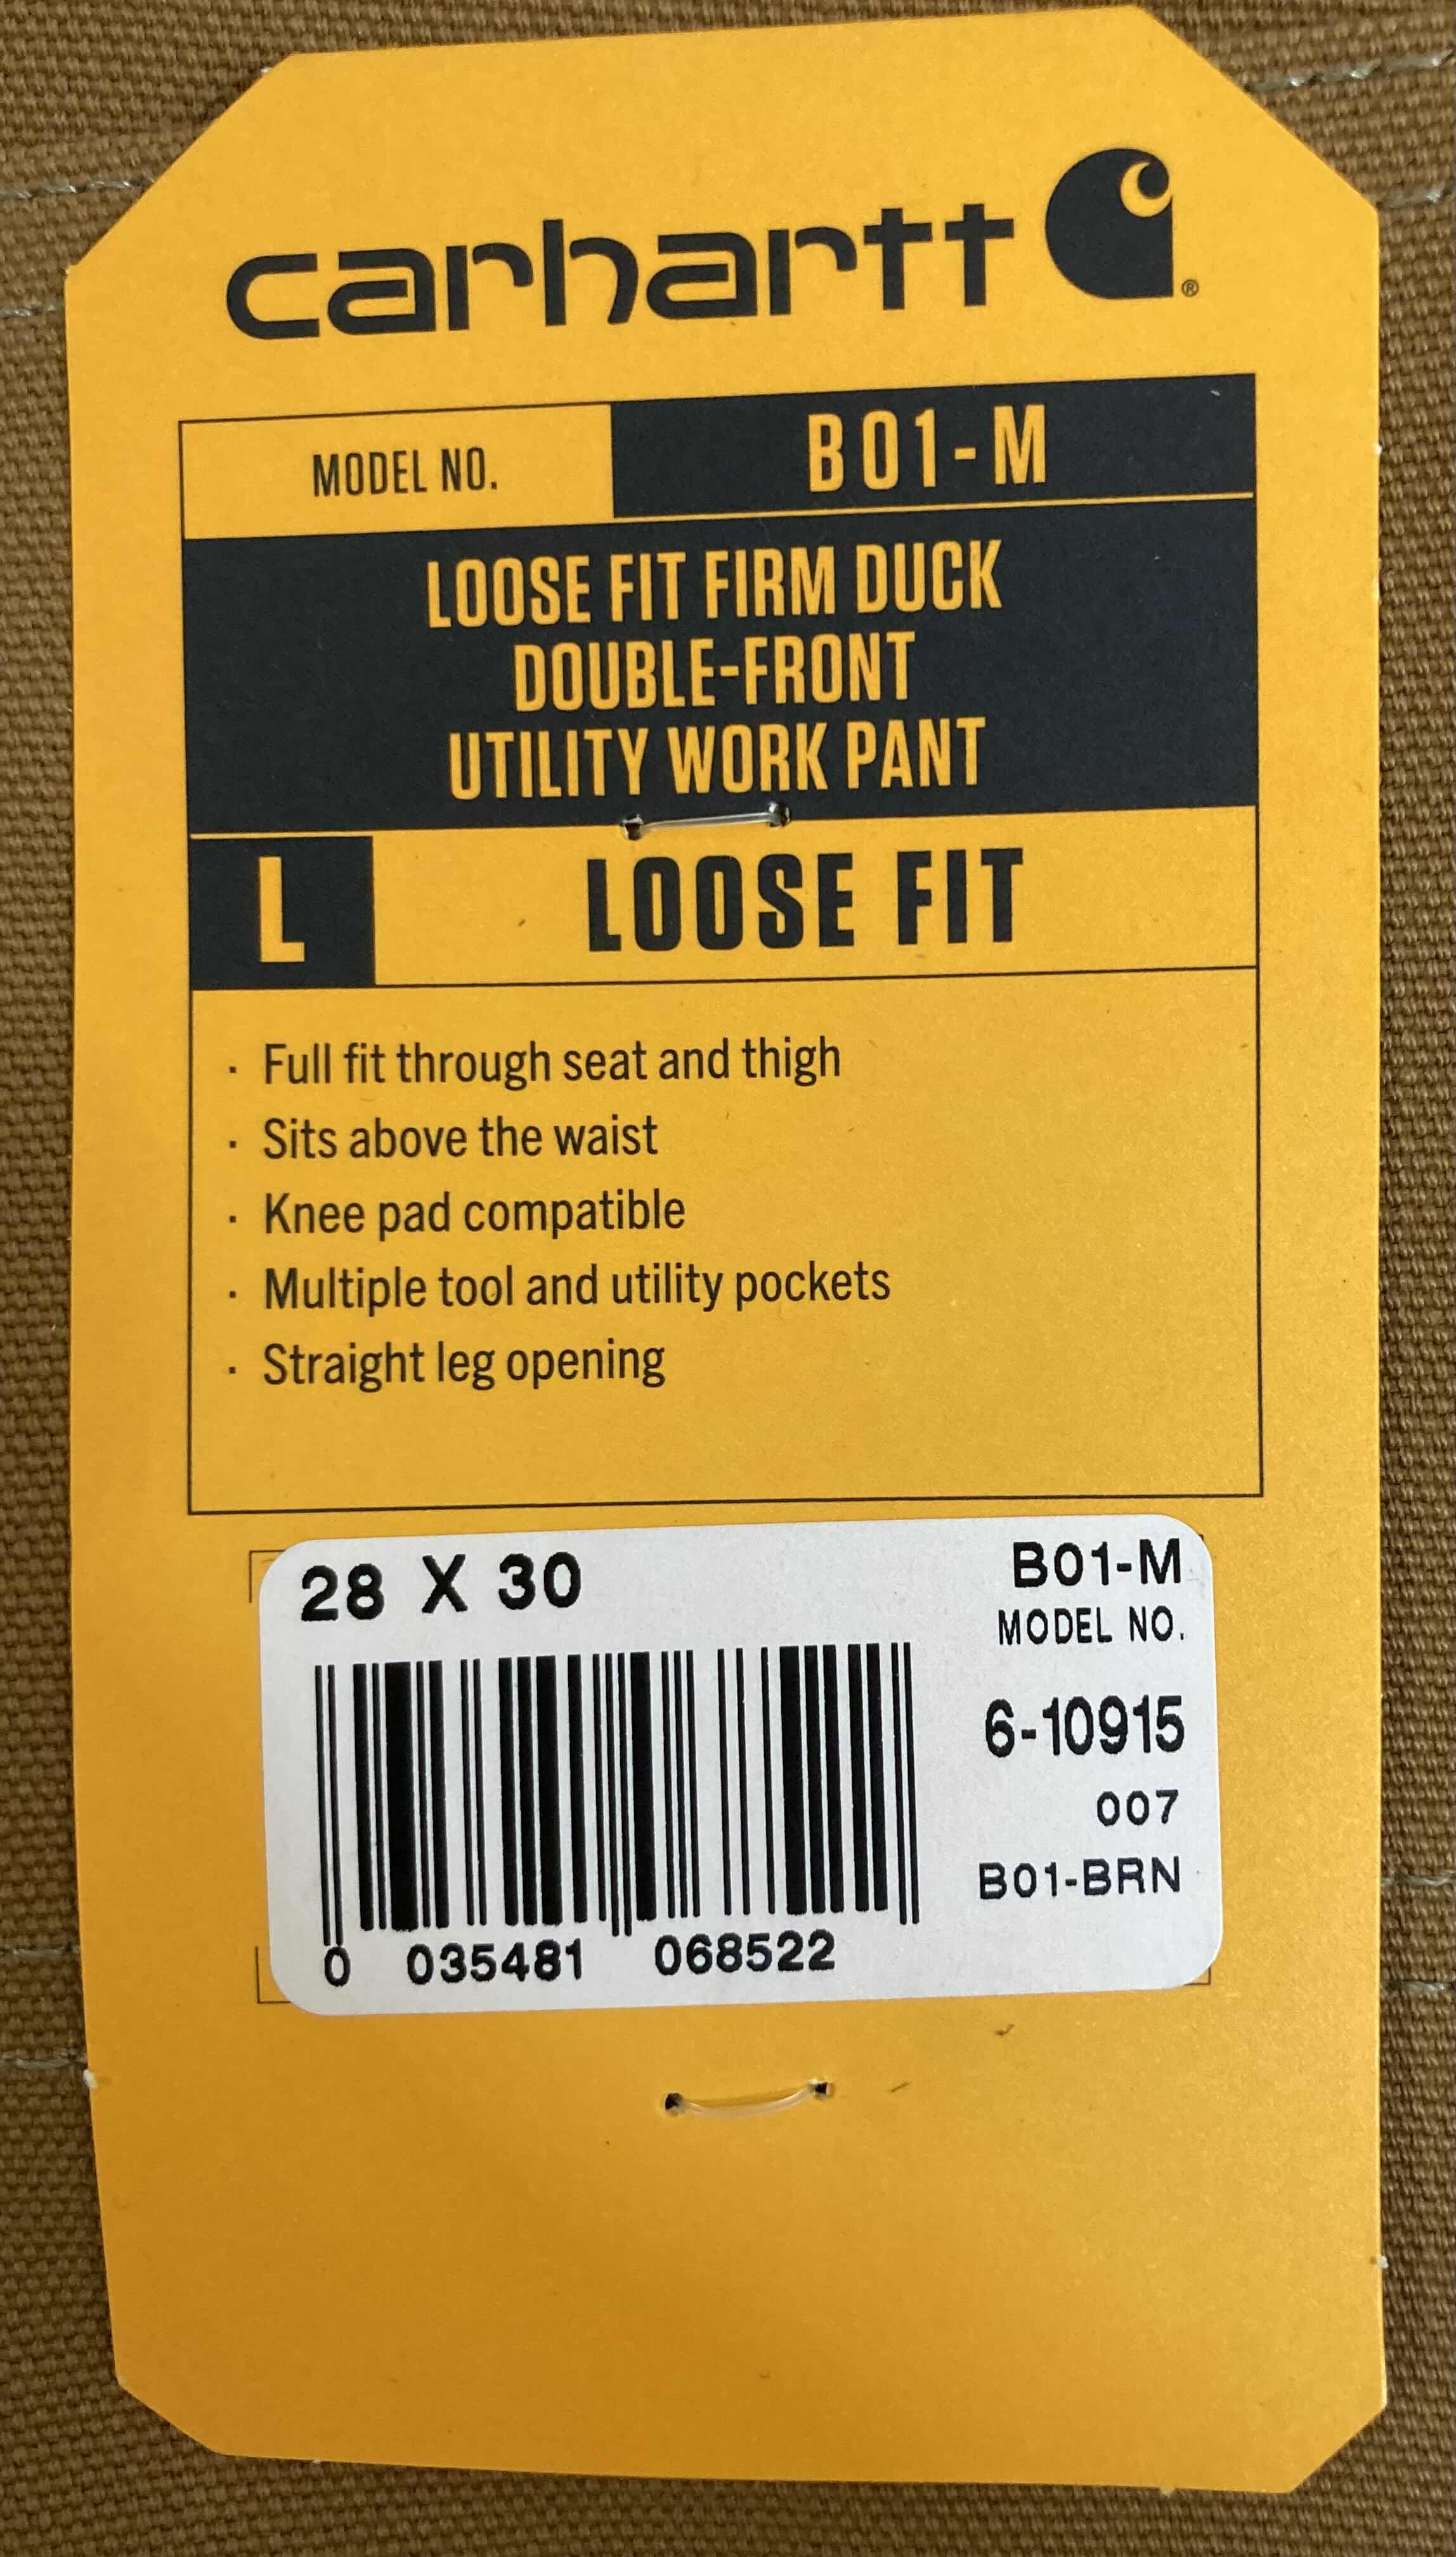 carhartt ®
MODEL NO. B01-M
LOOSE FIT FIRM DUCK
DOUBLE-FRONT
UTILITY WORK PANT
L LOOSE FIT
· Full fit through seat and thigh
· Sits above the waist
· Knee pad compatible
· Multiple tool and utility pockets
· Straight leg opening
28 X 30
B01-M
MODEL NO.
6-10915
007
B01-BRN
0 035481 068522